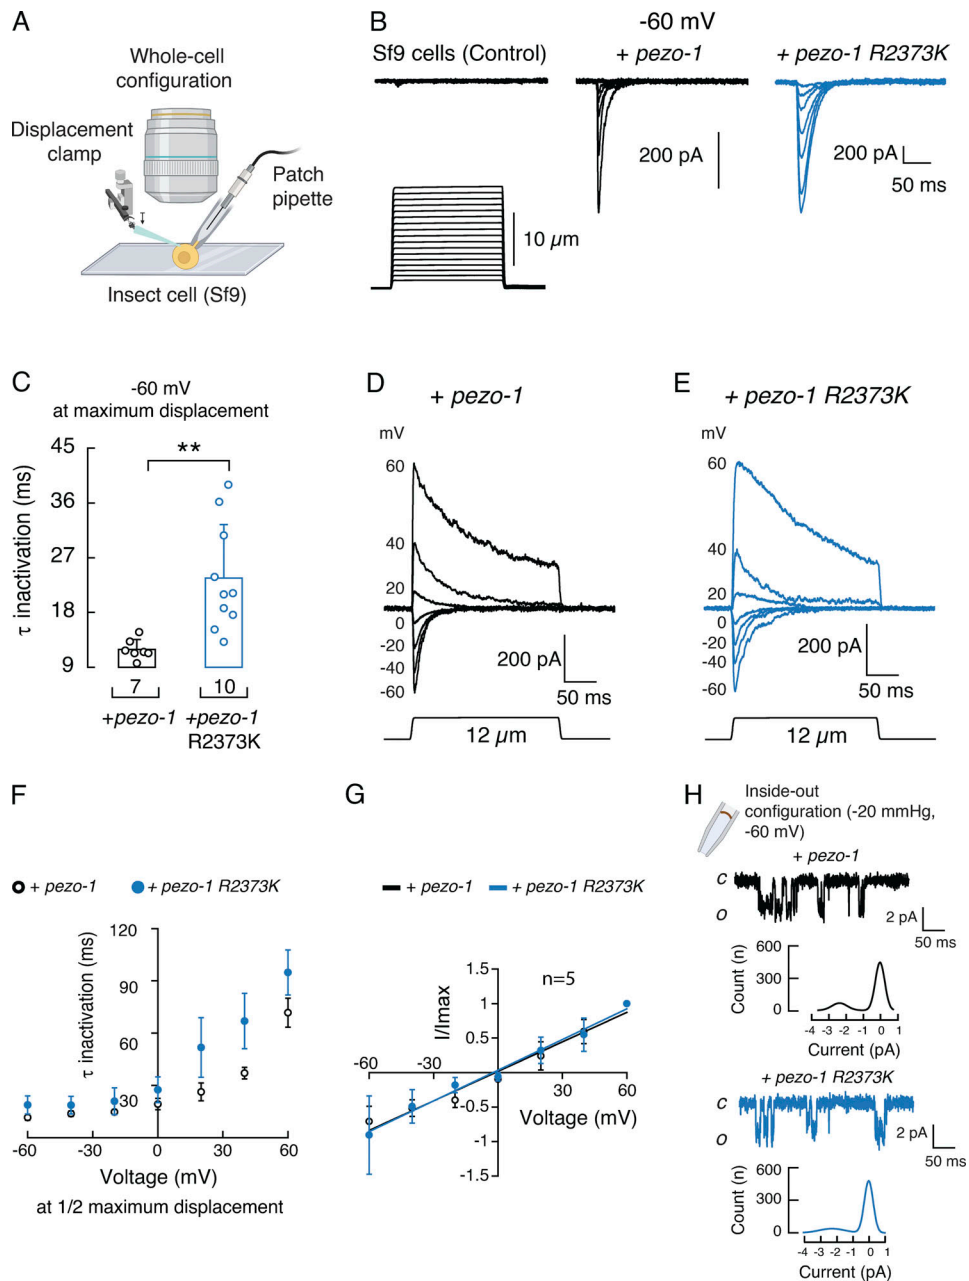 A
Whole-cell
configuration
Displacement
clamp
Patch
pipette
Insect cell (Sf9)
B
-60 mV
Sf9 cells (Control)
+ pezo-1
+ pezo-1 R2373K
200 pA
200 pA
50 ms
10 µm
C
-60 mV
at maximum displacement
**
τ inactivation (ms)
45
36
27
18
9
7
10
+pezo-1
+pezo-1
R2373K
D
+ pezo-1
mV
60
40
20
0
-20
-40
-60
200 pA
50 ms
12 µm
E
+ pezo-1 R2373K
mV
60
40
20
0
-20
-40
-60
200 pA
50 ms
12 µm
F
+ pezo-1
+ pezo-1 R2373K
τ inactivation (ms)
120
90
60
30
-60
-30
0
30
60
Voltage (mV)
at 1/2 maximum displacement
G
+ pezo-1
+ pezo-1 R2373K
n=5
I/Imax
1.5
1
0.5
-0.5
-1
-1.5
-60
-30
0
30
60
Voltage (mV)
H
Inside-out
configuration (-20 mmHg,
-60 mV)
+ pezo-1
C
O
2 pA
50 ms
Count (n)
600
300
0
-4 -3 -2 -1 0 1
Current (pA)
+ pezo-1 R2373K
C
O
2 pA
50 ms
Count (n)
600
300
0
-4 -3 -2 -1 0 1
Current (pA)